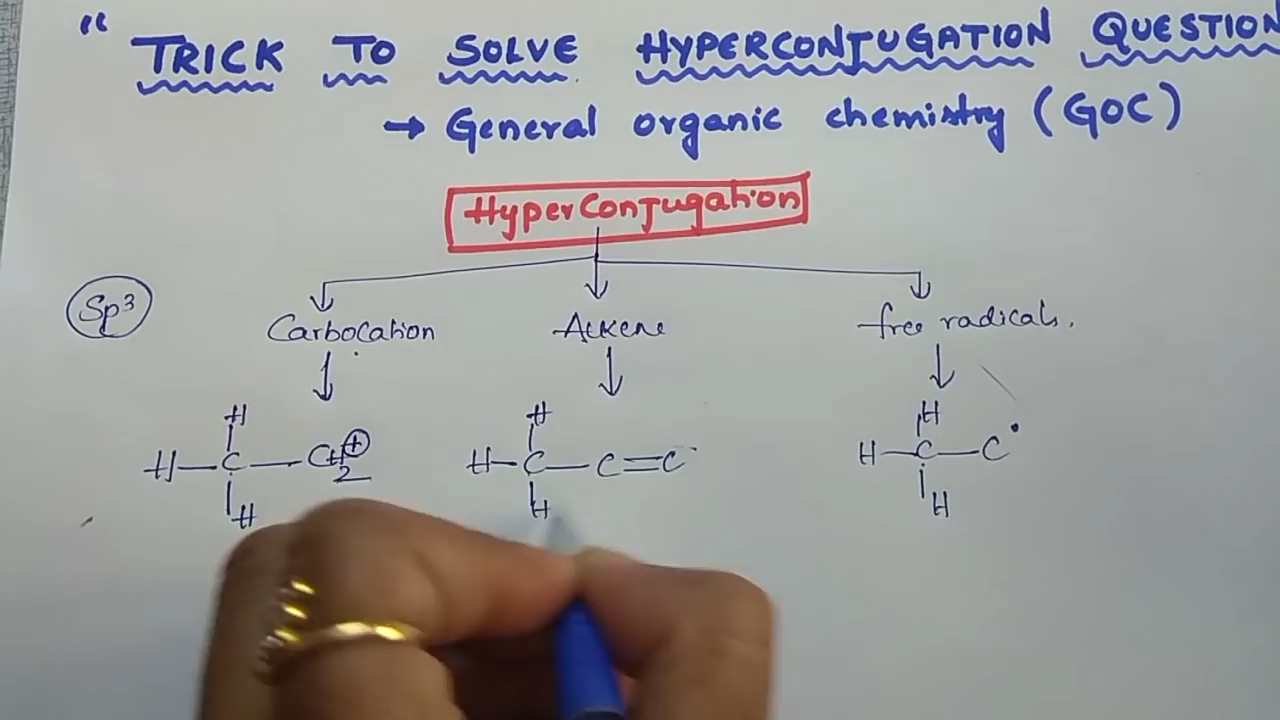 " TRICK TO SOLVE HYPERCONJUGATION QUESTION
→ General organic chemistry (GOC)
HyperConjugation
Sp³
Carbocation Alkene free radicals.
H H H
H—C—CH₂⊕ H—C—C=C H—C—C•
H H H